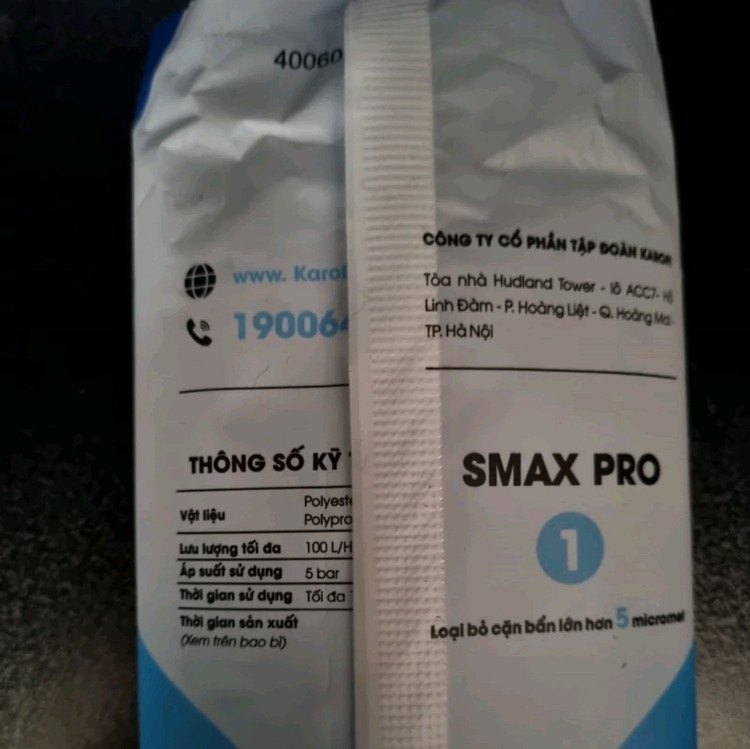 40060
www. Karof
19006
THÔNG SỐ KỸ
Vật liệu
Polyeste
Polypro
Lưu lượng tối đa 100 L/H
Áp suất sử dụng 5 bar
Thời gian sử dụng Tối đa
Thời gian sản xuất
(Xem trên bao bì)
CÔNG TY CỔ PHẦN TẬP ĐOÀN KAROFI
Tòa nhà Hudland Tower - lô ACC7- Hồ
Linh Đàm - P. Hoàng Liệt - Q. Hoàng Mai-
TP. Hà Nội
SMAX PRO
1
Loại bỏ cặn bẩn lớn hơn 5 micromet